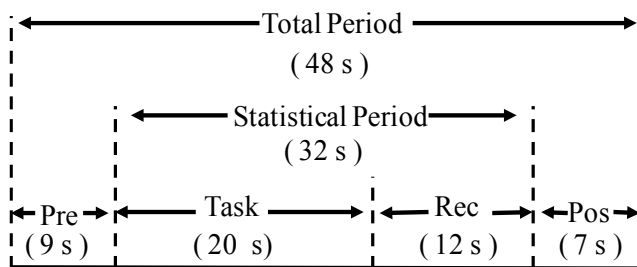 Total Period
( 48 s )
Statistical Period
( 32 s )
Pre Task Rec Pos
( 9 s ) ( 20 s ) ( 12 s ) ( 7 s )